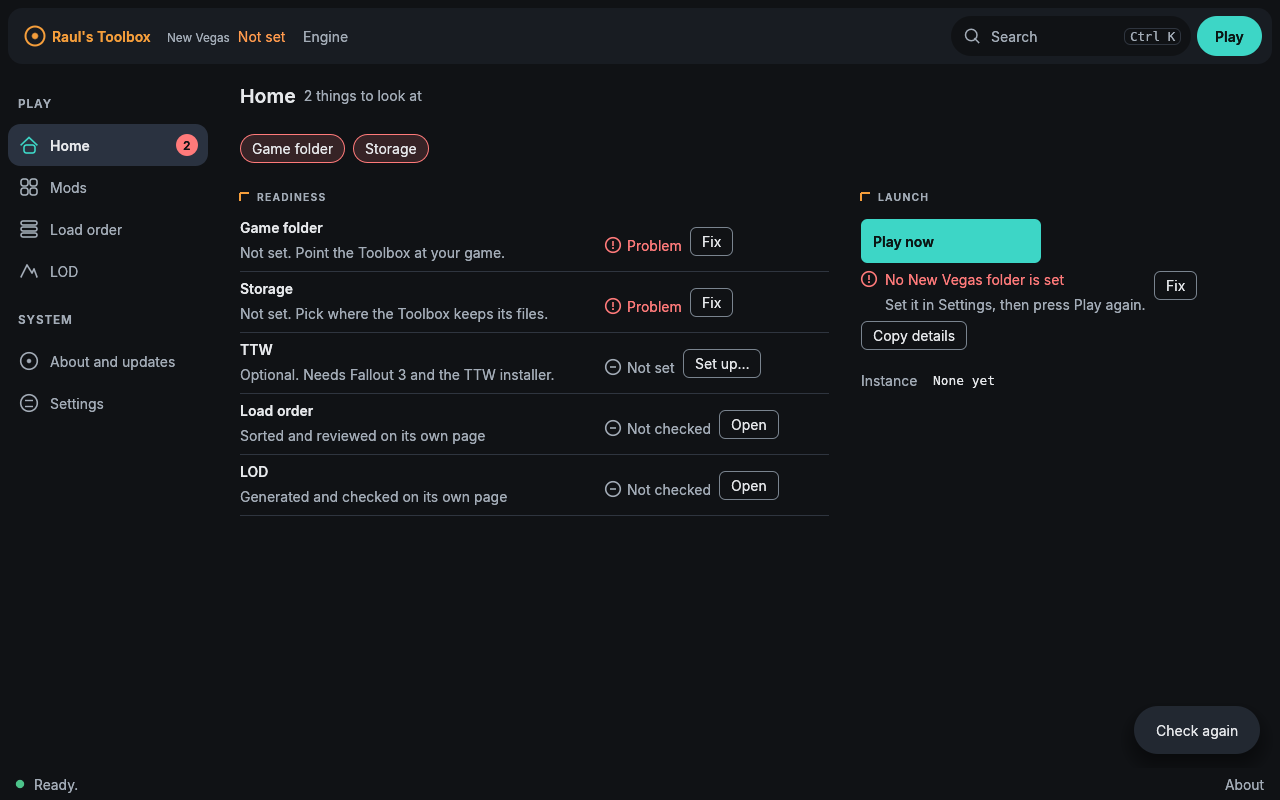 Raul's Toolbox New Vegas Not set Engine Search Ctrl K Play
PLAY
Home 2
Mods
Load order
LOD
SYSTEM
About and updates
Settings
Home 2 things to look at
Game folder Storage
READINESS
Game folder
Not set. Point the Toolbox at your game.
Problem Fix
Storage
Not set. Pick where the Toolbox keeps its files.
Problem Fix
TTW
Optional. Needs Fallout 3 and the TTW installer.
Not set Set up...
Load order
Sorted and reviewed on its own page
Not checked Open
LOD
Generated and checked on its own page
Not checked Open
LAUNCH
Play now
No New Vegas folder is set
Set it in Settings, then press Play again.
Fix
Copy details
Instance None yet
Check again
Ready. About